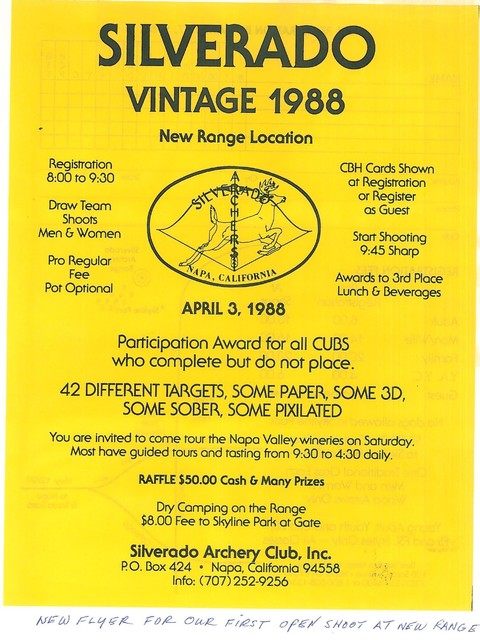 SILVERADO
VINTAGE 1988
New Range Location
Registration
8:00 to 9:30
Draw Team
Shoots
Men & Women
Pro Regular
Fee
Pot Optional
SILVERADO
ARCHERS
NAPA, CALIFORNIA
CBH Cards Shown
at Registration
or Register
as Guest
Start Shooting
9:45 Sharp
Awards to 3rd Place
Lunch & Beverages
APRIL 3, 1988
Participation Award for all CUBS
who complete but do not place.
42 DIFFERENT TARGETS, SOME PAPER, SOME 3D,
SOME SOBER, SOME PIXILATED
You are invited to come tour the Napa Valley wineries on Saturday.
Most have guided tours and tasting from 9:30 to 4:30 daily.
RAFFLE $50.00 Cash & Many Prizes
Dry Camping on the Range
$8.00 Fee to Skyline Park at Gate
Silverado Archery Club, Inc.
P.O. Box 424 • Napa, California 94558
Info: (707) 252-9256
NEW FLYER FOR OUR FIRST OPEN SHOOT AT NEW RANGE